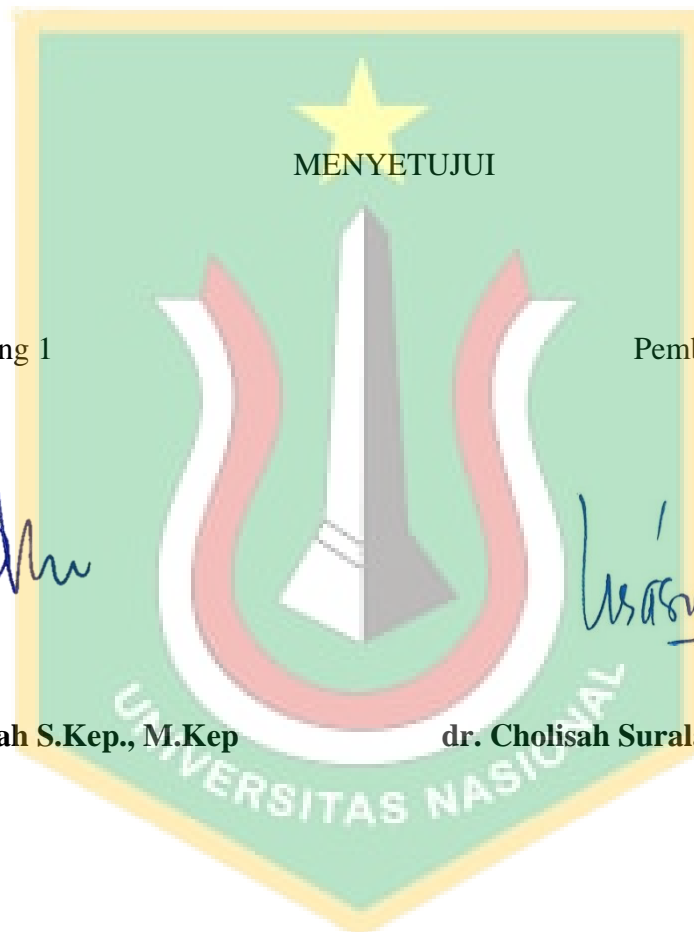 MENYETUJUI
ng 1 Pemb
ah S.Kep., M.Kep dr. Cholisah Sural
UNIVERSITAS NASIONAL